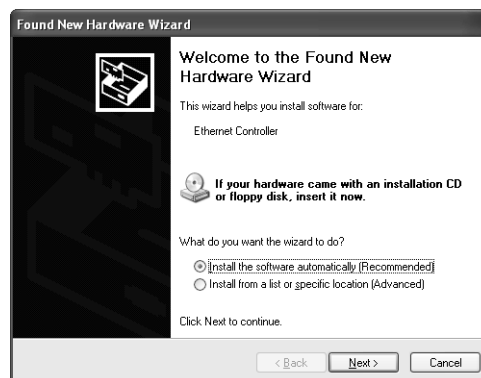 Found New Hardware Wizard
Welcome to the Found New
Hardware Wizard
This wizard helps you install software for:
Ethernet Controller
If your hardware came with an installation CD
or floppy disk, insert it now.
What do you want the wizard to do?
Install the software automatically (Recommended)
Install from a list or specific location (Advanced)
Click Next to continue.
< Back
Next >
Cancel